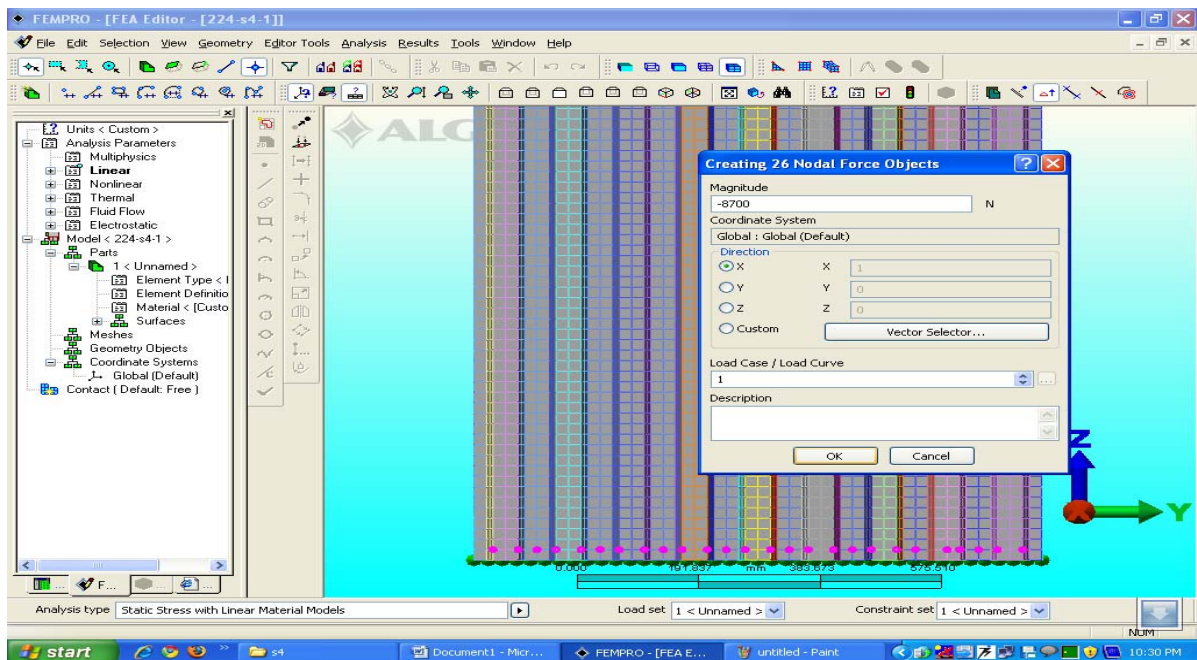 FEMPRO - [FEA Editor - [224-s4-1]]
File Edit Selection View Geometry Editor Tools Analysis Results Tools Window Help
Units < Custom >
Analysis Parameters
Multiphysics
Linear
Nonlinear
Thermal
Fluid Flow
Electrostatic
Model < 224-s4-1 >
Parts
1 < Unnamed >
Element Type < I
Element Definitio
Material < [Custo
Surfaces
Meshes
Geometry Objects
Coordinate Systems
Global (Default)
Contact ( Default: Free )
ALG
Creating 26 Nodal Force Objects
Magnitude
-8700 N
Coordinate System
Global : Global (Default)
Direction
X X 1
Y Y 0
Z Z 0
Custom Vector Selector...
Load Case / Load Curve
1 ...
Description
OK Cancel
Z
Y
0.000 191.837 mm 383.673 575.510
... F... ... ...
Analysis type Static Stress with Linear Material Models Load set 1 < Unnamed > Constraint set 1 < Unnamed >
NUM
start s4 Document1 - Micr... FEMPRO - [FEA E... untitled - Paint 10:30 PM